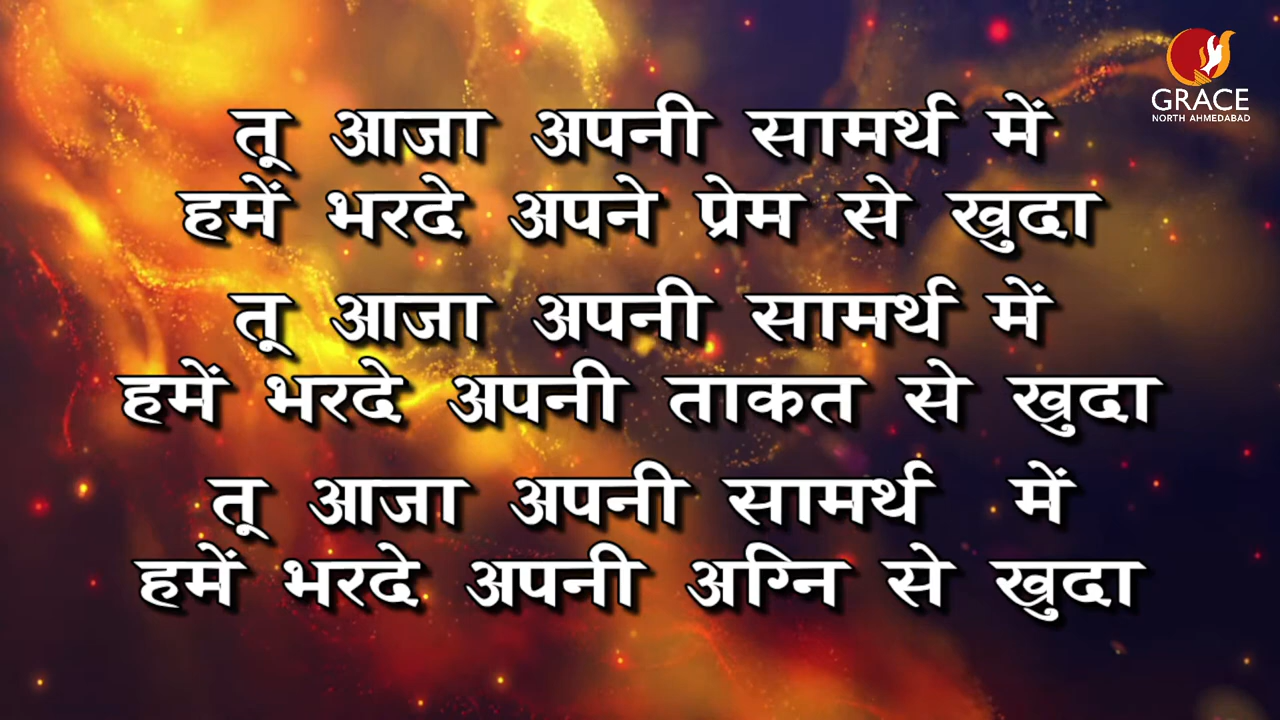 GRACE
NORTH AHMEDABAD
तू आजा अपनी सामर्थ में
हमें भरदे अपने प्रेम से खुदा
तू आजा अपनी सामर्थ में
हमें भरदे अपनी ताकत से खुदा
तू आजा अपनी सामर्थ में
हमें भरदे अपनी अग्नि से खुदा